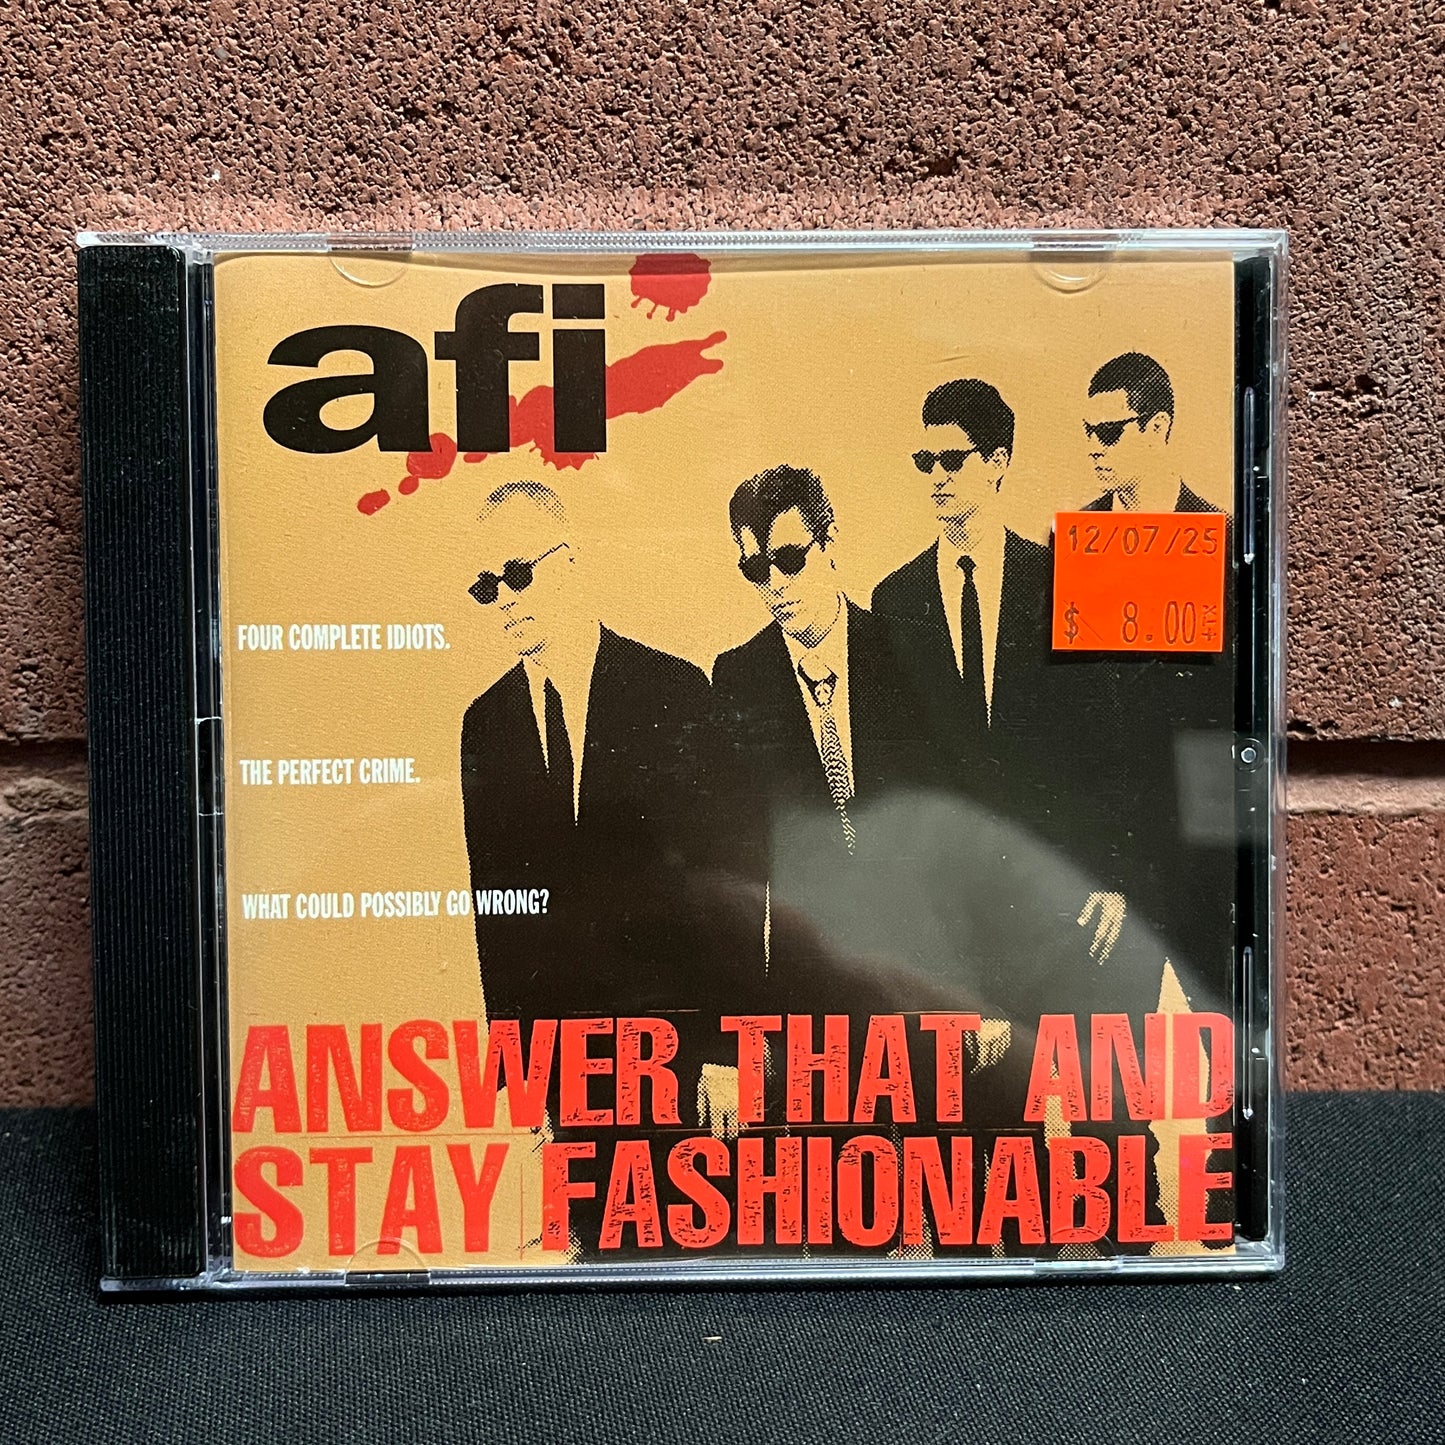 afi
12/07/25
$ 8.00 +TX
FOUR COMPLETE IDIOTS.
THE PERFECT CRIME.
WHAT COULD POSSIBLY GO WRONG?
ANSWER THAT AND
STAY FASHIONABLE